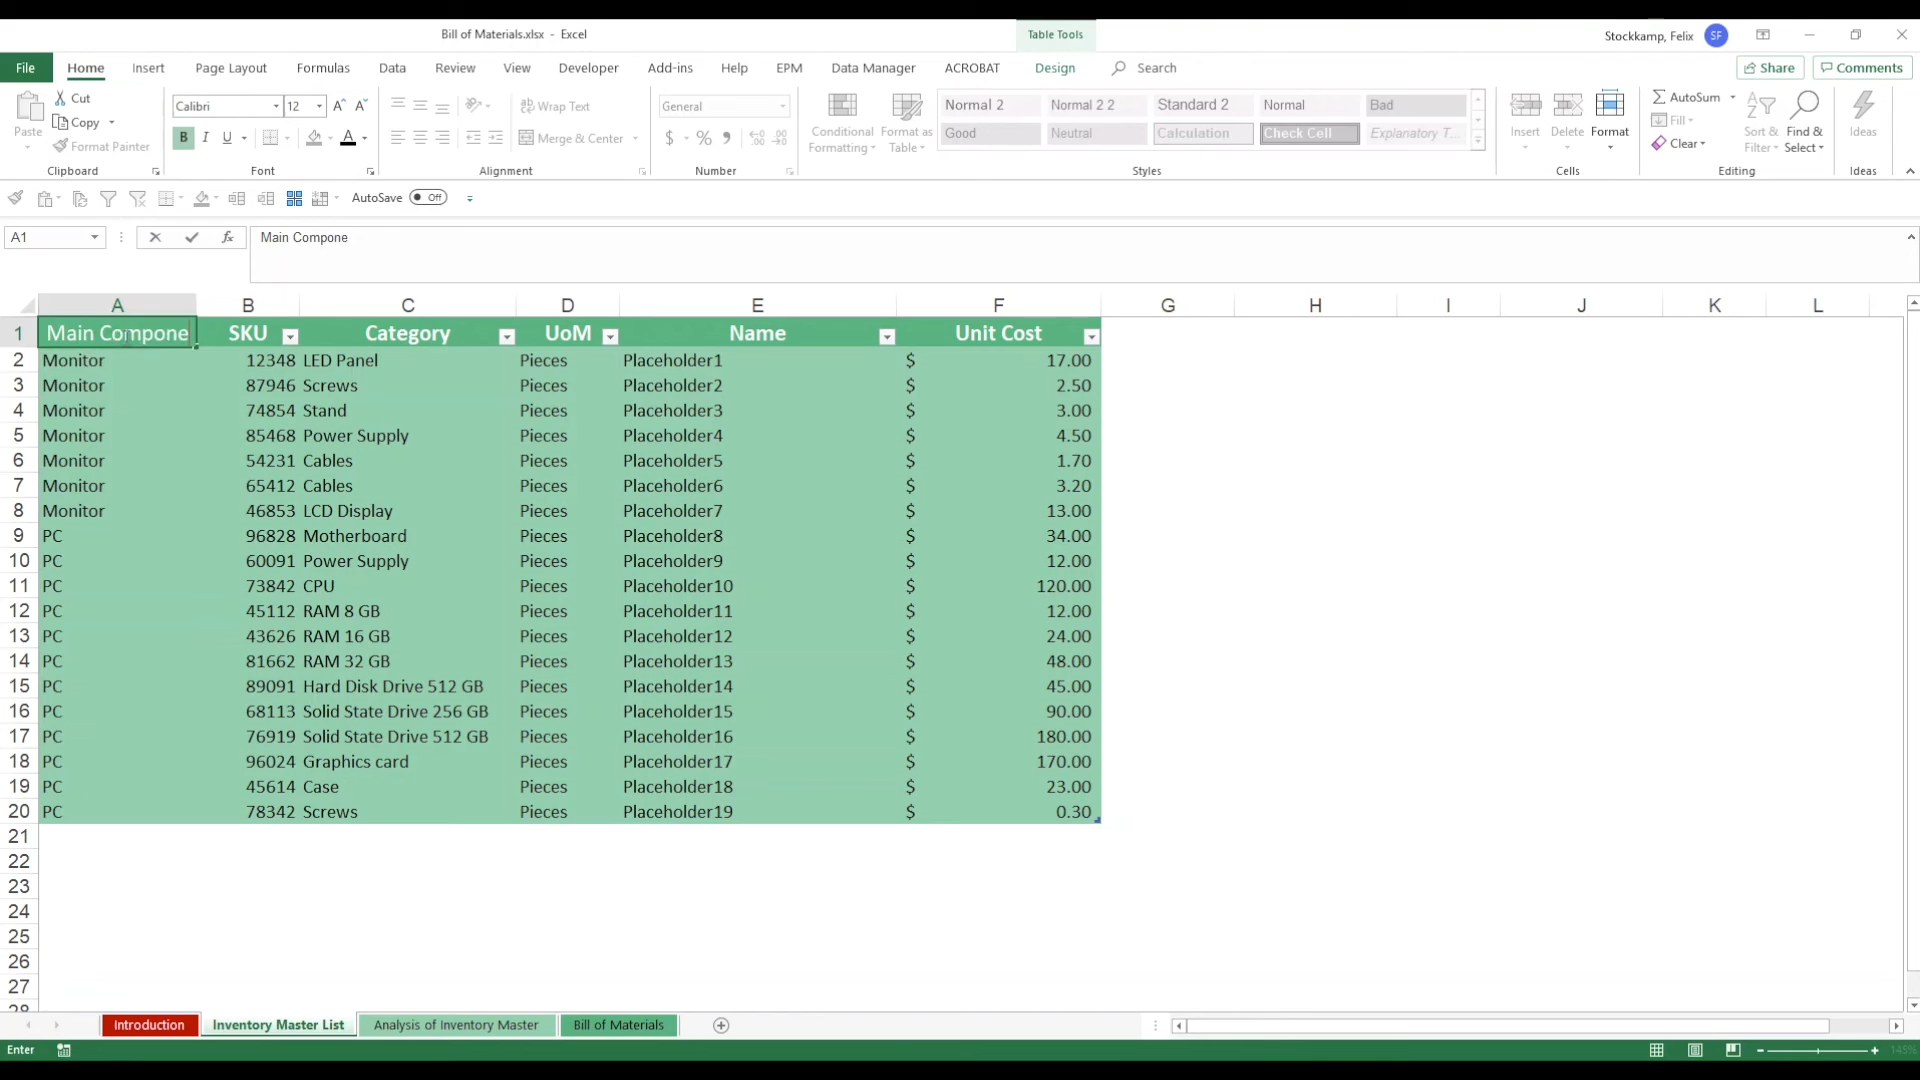 Bill of Materials.xlsx - Excel
Table Tools
Stockkamp, Felix
SF
File Home Insert Page Layout Formulas Data Review View Developer Add-ins Help EPM Data Manager ACROBAT Design Search
Share Comments
Paste
Cut
Copy
Format Painter
Clipboard
Calibri 12
B I U A
Font
Wrap Text
Merge & Center
Alignment
General
$ % ,
Number
Conditional Formatting
Format as Table
Normal 2 Normal 2 2 Standard 2 Normal Bad
Good Neutral Calculation Check Cell Explanatory T...
Styles
Insert Delete Format
Cells
AutoSum
Fill
Clear
Sort & Filter
Find & Select
Editing
Ideas
Ideas
AutoSave Off
A1 fx Main Compone
A B C D E F G H I J K L
1 Main Compone SKU Category UoM Name Unit Cost
2 Monitor 12348 LED Panel Pieces Placeholder1 $ 17.00
3 Monitor 87946 Screws Pieces Placeholder2 $ 2.50
4 Monitor 74854 Stand Pieces Placeholder3 $ 3.00
5 Monitor 85468 Power Supply Pieces Placeholder4 $ 4.50
6 Monitor 54231 Cables Pieces Placeholder5 $ 1.70
7 Monitor 65412 Cables Pieces Placeholder6 $ 3.20
8 Monitor 46853 LCD Display Pieces Placeholder7 $ 13.00
9 PC 96828 Motherboard Pieces Placeholder8 $ 34.00
10 PC 60091 Power Supply Pieces Placeholder9 $ 12.00
11 PC 73842 CPU Pieces Placeholder10 $ 120.00
12 PC 45112 RAM 8 GB Pieces Placeholder11 $ 12.00
13 PC 43626 RAM 16 GB Pieces Placeholder12 $ 24.00
14 PC 81662 RAM 32 GB Pieces Placeholder13 $ 48.00
15 PC 89091 Hard Disk Drive 512 GB Pieces Placeholder14 $ 45.00
16 PC 68113 Solid State Drive 256 GB Pieces Placeholder15 $ 90.00
17 PC 76919 Solid State Drive 512 GB Pieces Placeholder16 $ 180.00
18 PC 96024 Graphics card Pieces Placeholder17 $ 170.00
19 PC 45614 Case Pieces Placeholder18 $ 23.00
20 PC 78342 Screws Pieces Placeholder19 $ 0.30
21
22
23
24
25
26
27
28
Introduction Inventory Master List Analysis of Inventory Master Bill of Materials
Enter 145%